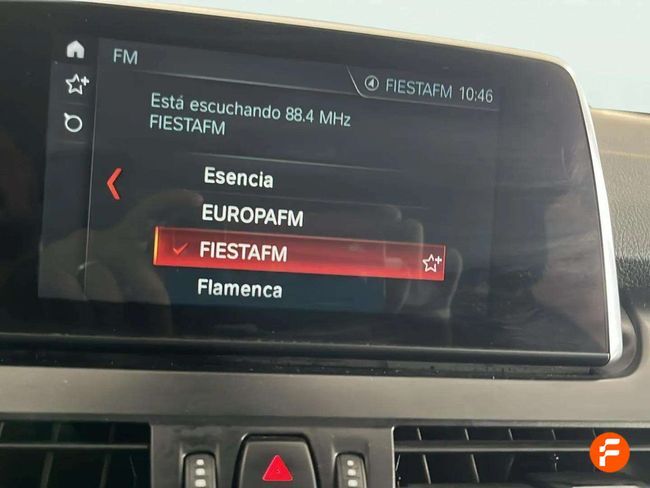 FM
FIESTAFM 10:46
Está escuchando 88.4 MHz
FIESTAFM
Esencia
EUROPAFM
FIESTAFM
Flamenca